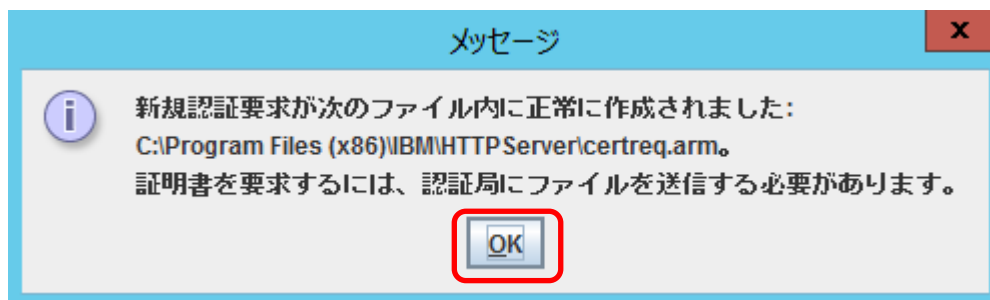 メッセージ
x
i
新規認証要求が次のファイル内に正常に作成されました:
C:\Program Files (x86)\IBM\HTTPServer\certreq.arm。
証明書を要求するには、認証局にファイルを送信する必要があります。
OK